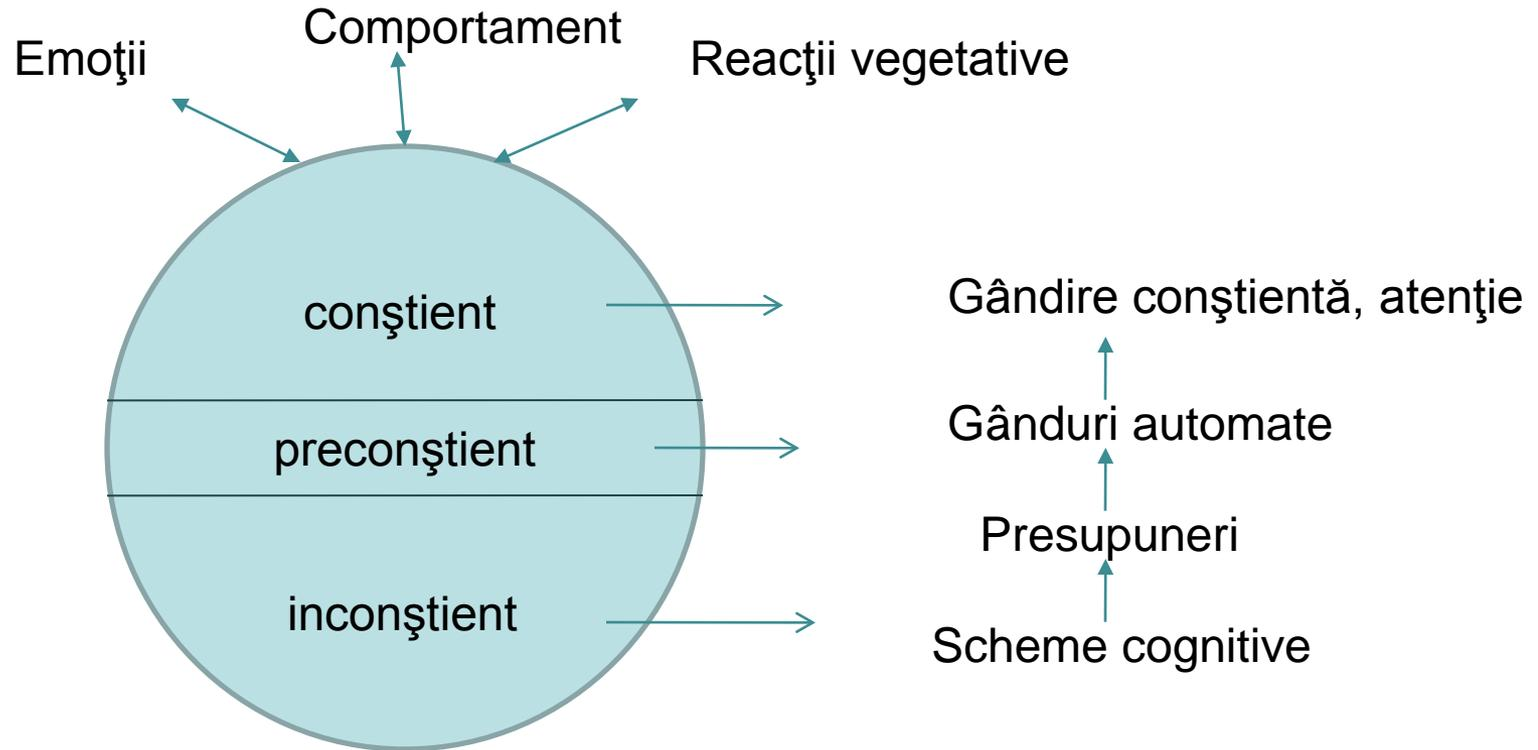 Comportament
Emoţii
Reacţii vegetative
conştient
Gândire conştientă, atenţie
preconştient
Gânduri automate
Presupuneri
inconştient
Scheme cognitive